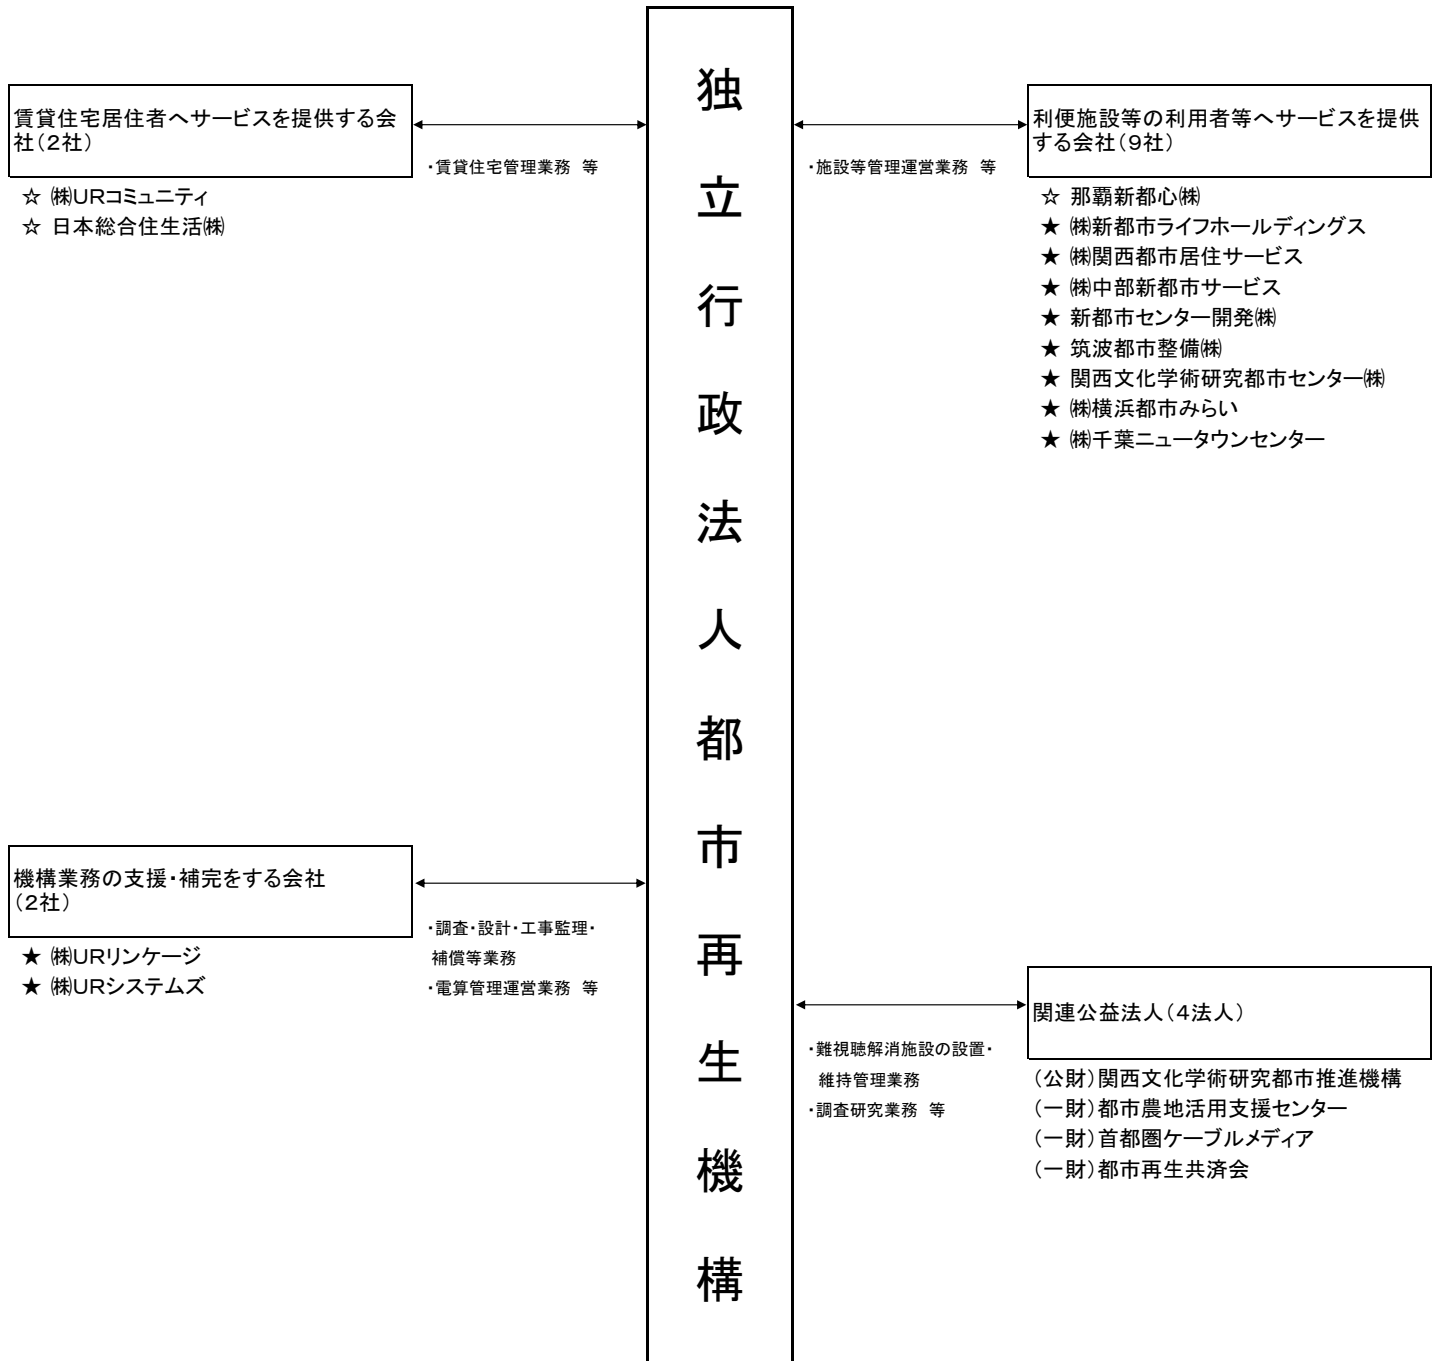 独立行政法人都市再生機構
賃貸住宅居住者へサービスを提供する会
社(2社)
・賃貸住宅管理業務 等
☆ ㈱URコミュニティ
☆ 日本総合住生活㈱
利便施設等の利用者等へサービスを提供
する会社(9社)
・施設等管理運営業務 等
☆ 那覇新都心㈱
★ ㈱新都市ライフホールディングス
★ ㈱関西都市居住サービス
★ ㈱中部新都市サービス
★ 新都市センター開発㈱
★ 筑波都市整備㈱
★ 関西文化学術研究都市センター㈱
★ ㈱横浜都市みらい
★ ㈱千葉ニュータウンセンター
機構業務の支援・補完をする会社
(2社)
・調査・設計・工事監理・
補償等業務
・電算管理運営業務 等
★ ㈱URリンケージ
★ ㈱URシステムズ
関連公益法人(4法人)
・難視聴解消施設の設置・
維持管理業務
・調査研究業務 等
(公財)関西文化学術研究都市推進機構
(一財)都市農地活用支援センター
(一財)首都圏ケーブルメディア
(一財)都市再生共済会